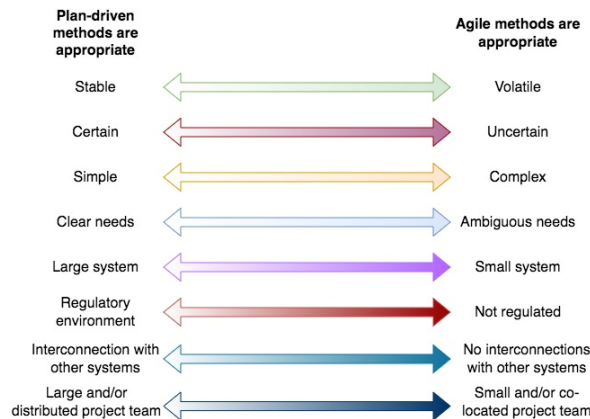 Plan-driven
methods are
appropriate
Agile methods are
appropriate
Stable
Volatile
Certain
Uncertain
Simple
Complex
Clear needs
Ambiguous needs
Large system
Small system
Regulatory
environment
Not regulated
Interconnection with
other systems
No interconnections
with other systems
Large and/or
distributed project team
Small and/or co-
located project team